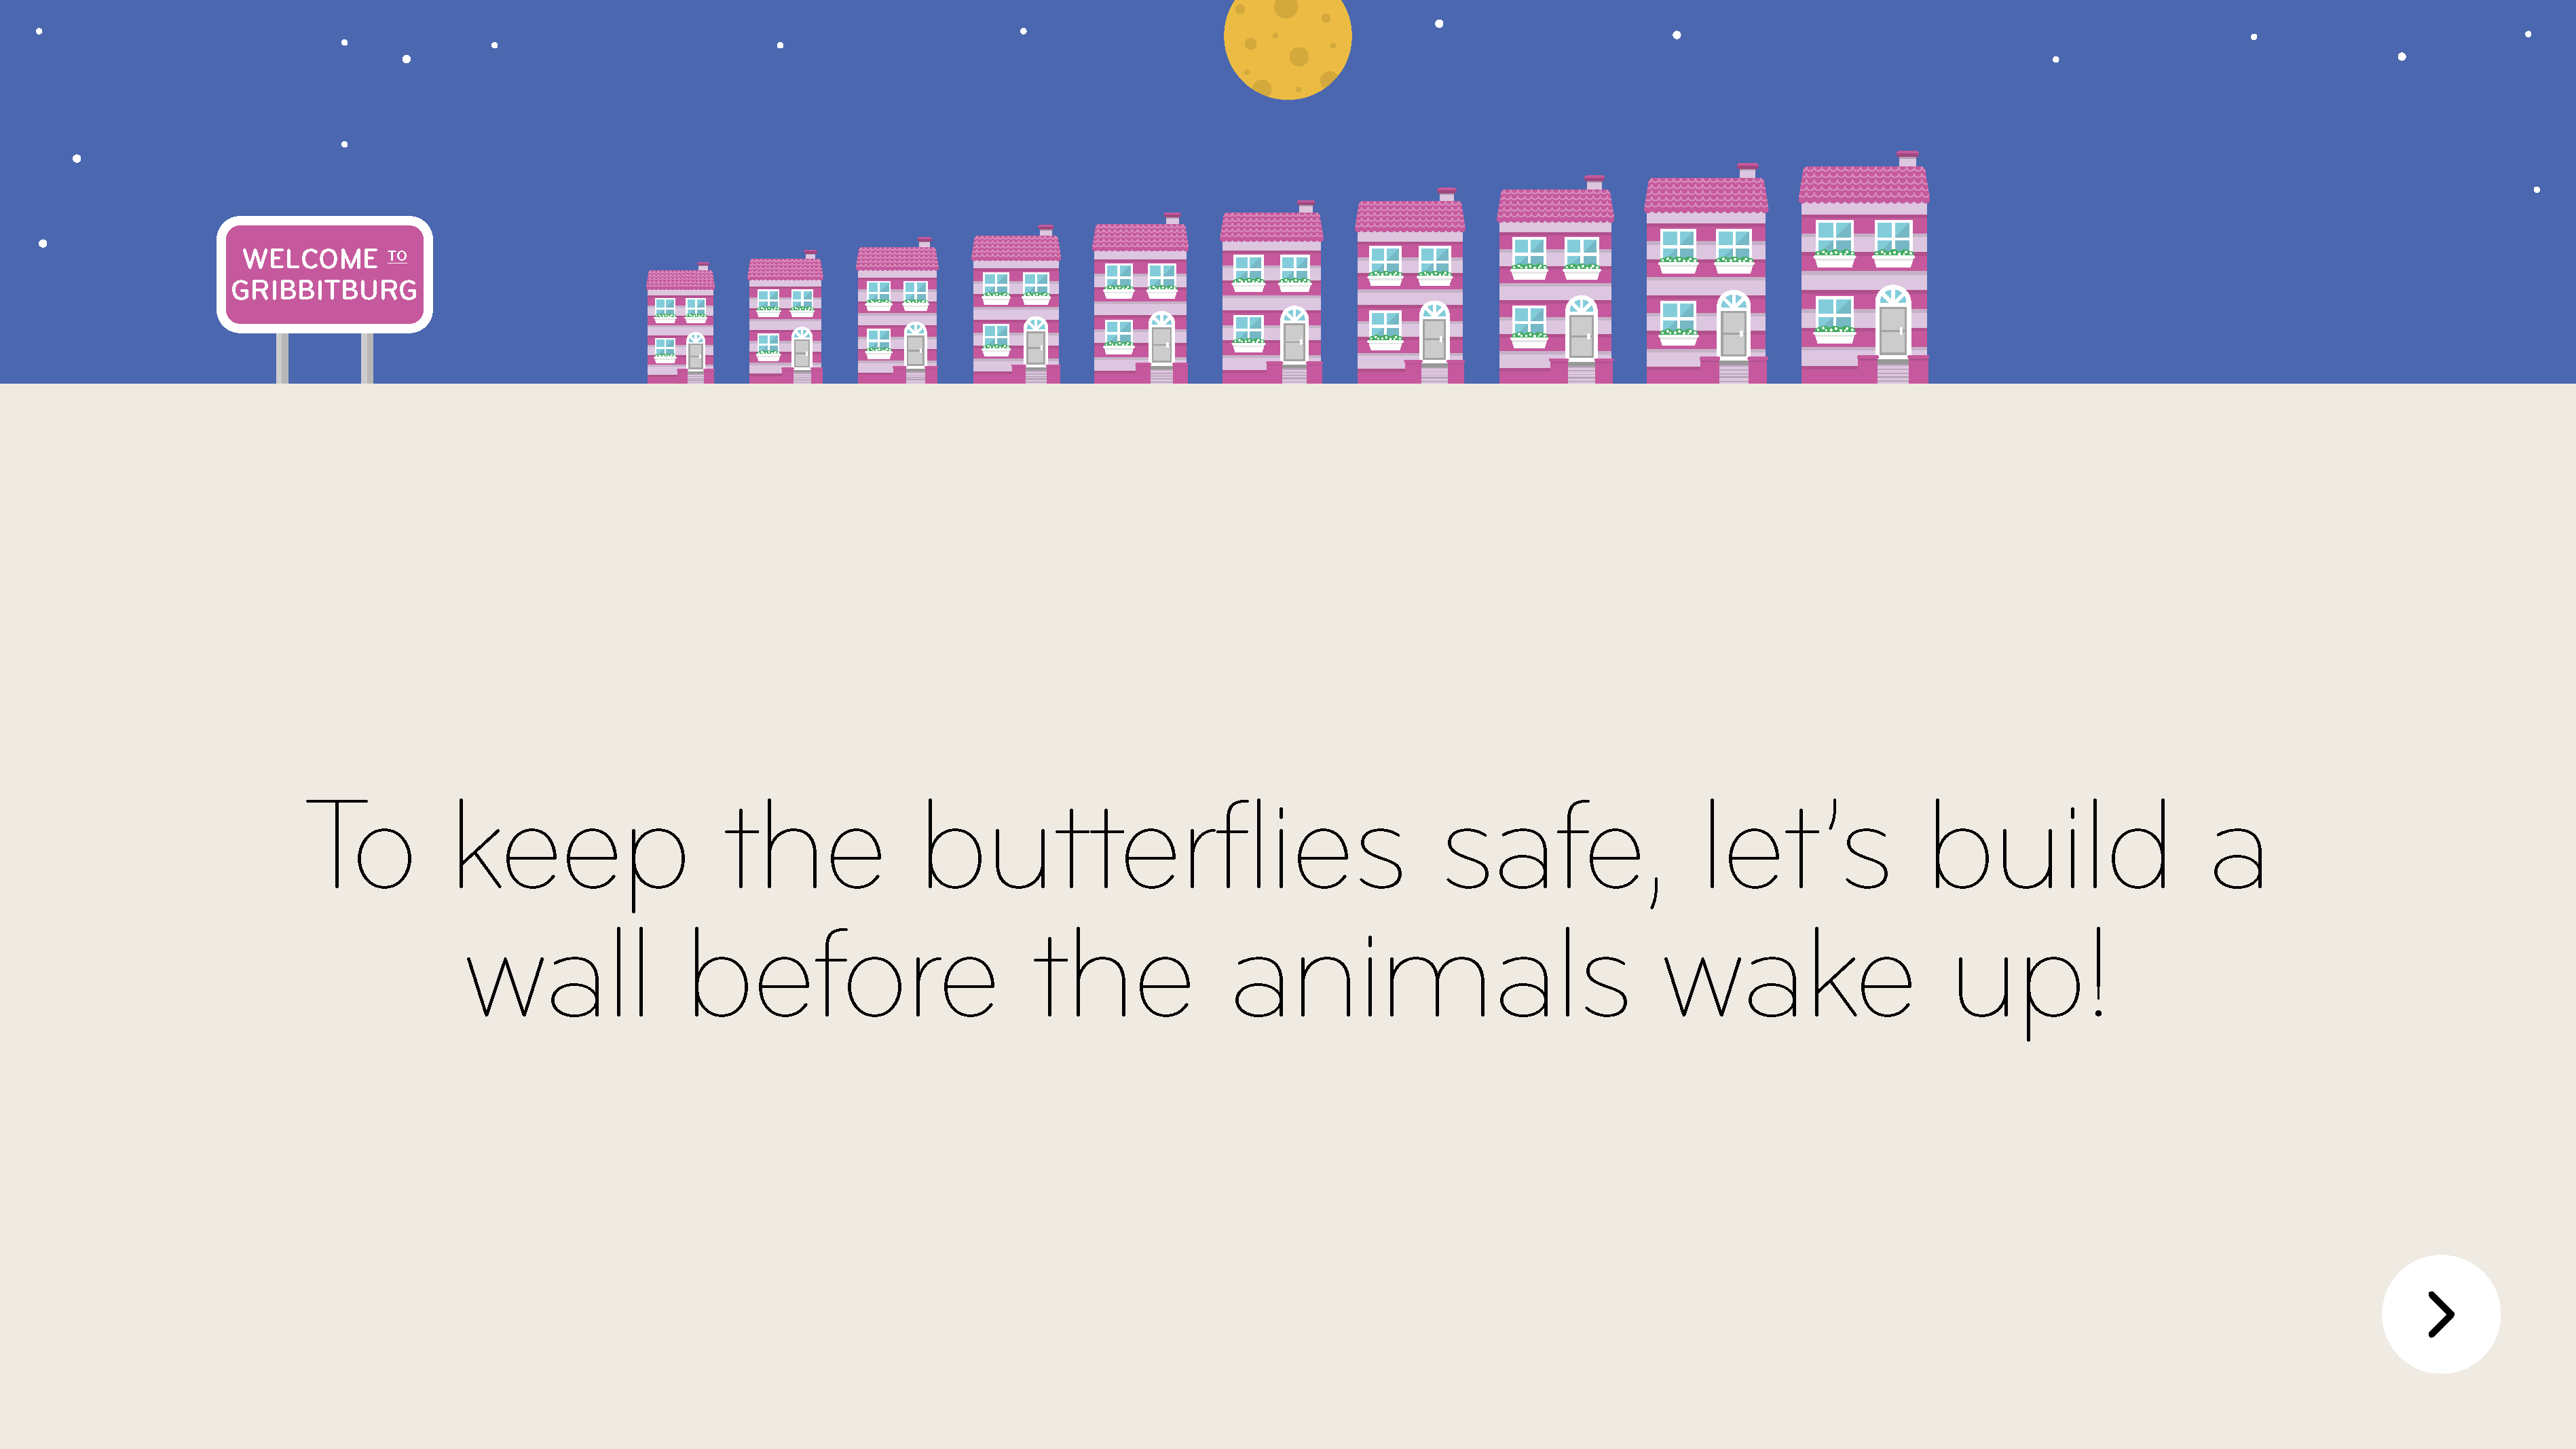 WELCOME TO
GRIBBITBURG
To keep the butterflies safe, let’s build a
wall before the animals wake up!